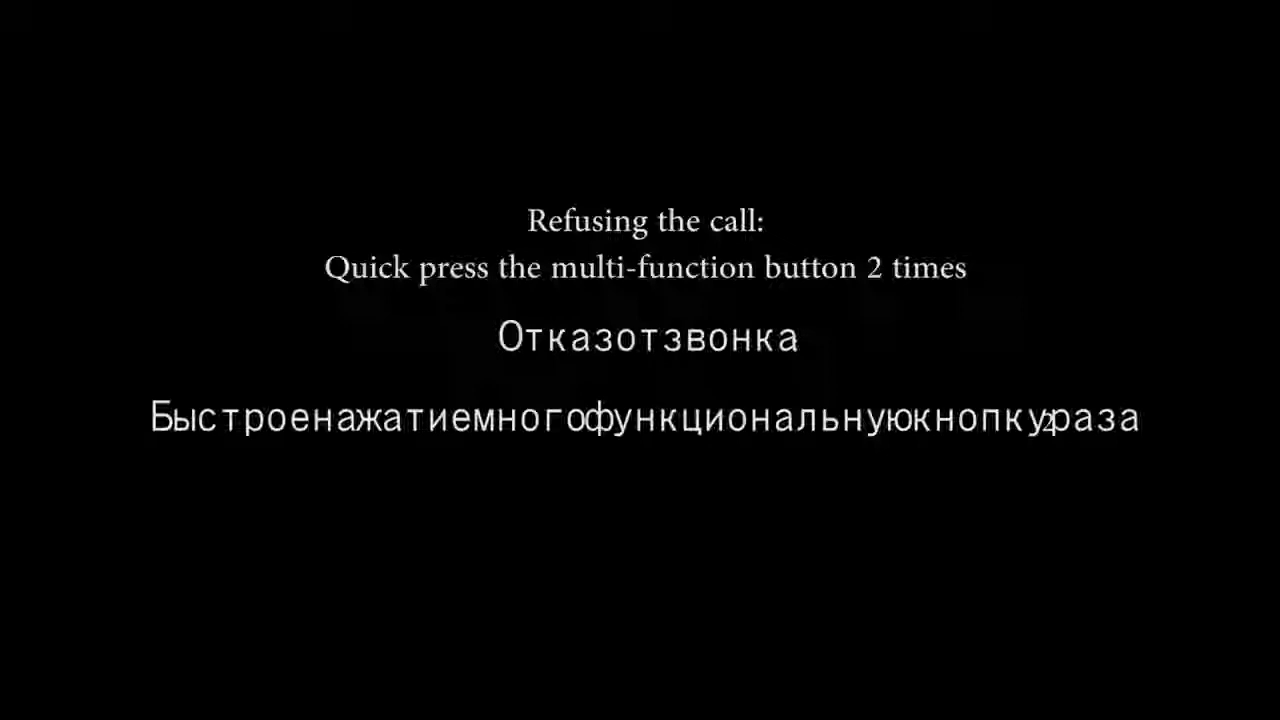 Refusing the call:
Quick press the multi-function button 2 times
Отказотзвонка
Быстроенажатиемногофункциональнуюкнопку2раза